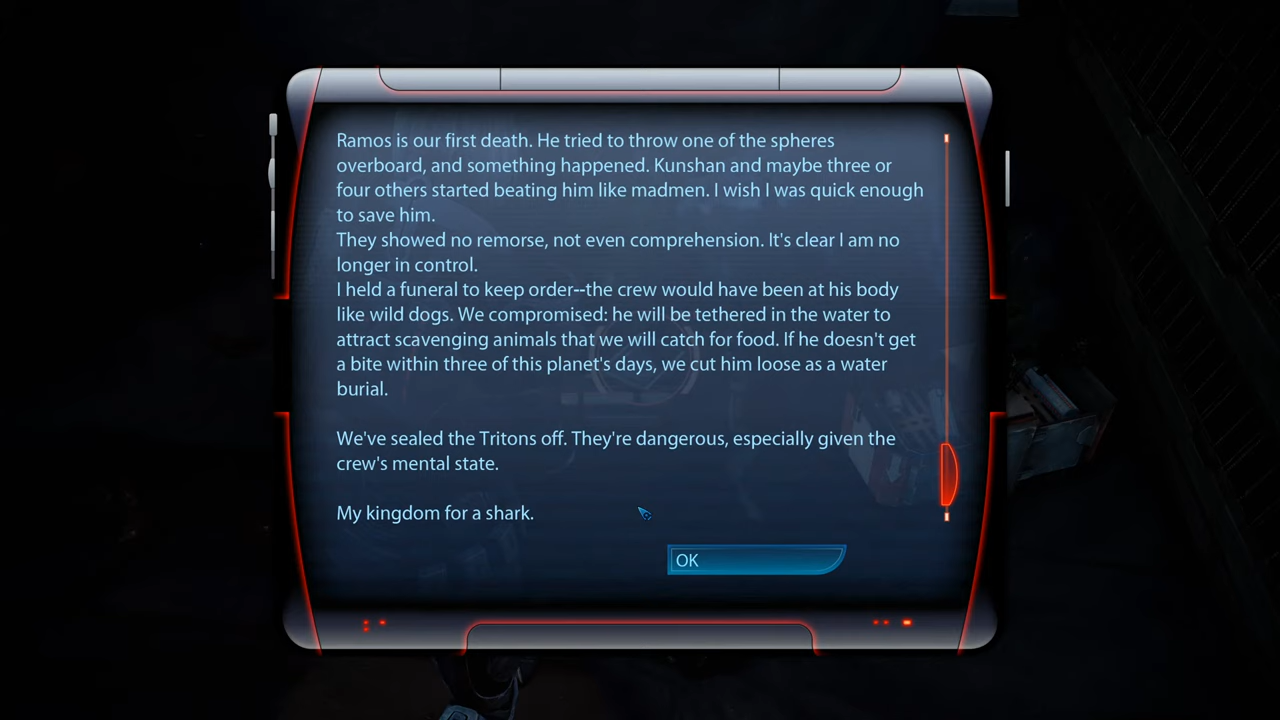 Ramos is our first death. He tried to throw one of the spheres
overboard, and something happened. Kunshan and maybe three or
four others started beating him like madmen. I wish I was quick enough
to save him.
They showed no remorse, not even comprehension. It's clear I am no
longer in control.
I held a funeral to keep order--the crew would have been at his body
like wild dogs. We compromised: he will be tethered in the water to
attract scavenging animals that we will catch for food. If he doesn't get
a bite within three of this planet's days, we cut him loose as a water
burial.
We've sealed the Tritons off. They're dangerous, especially given the
crew's mental state.
My kingdom for a shark.
OK